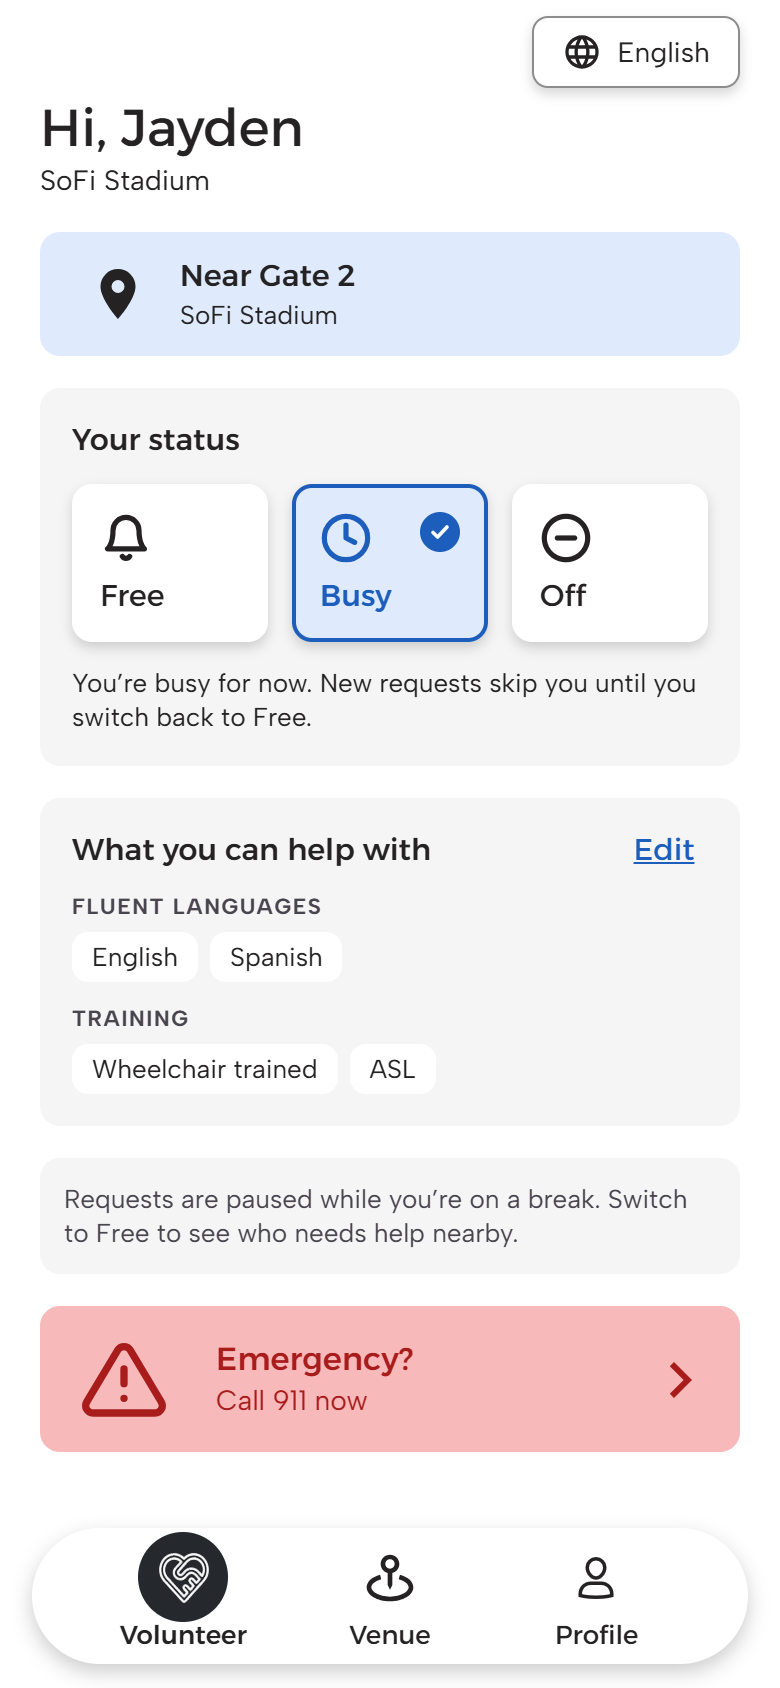 English
Hi, Jayden
SoFi Stadium
Near Gate 2
SoFi Stadium
Your status
Free
Busy
Off
You’re busy for now. New requests skip you until you
switch back to Free.
What you can help with
Edit
FLUENT LANGUAGES
English
Spanish
TRAINING
Wheelchair trained
ASL
Requests are paused while you’re on a break. Switch
to Free to see who needs help nearby.
Emergency?
Call 911 now
Volunteer
Venue
Profile